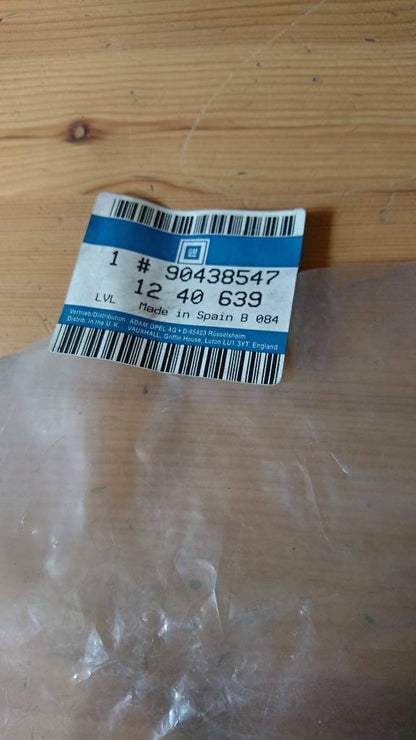 GM
1 # 90438547
12 40 639
LVL Made in Spain B 084
Vertrieb/Distribution ADAM OPEL AG • D-65423 Rüsselsheim
Distrib. in the U.K. VAUXHALL, Griffin House, Luton LU1 3YT, England